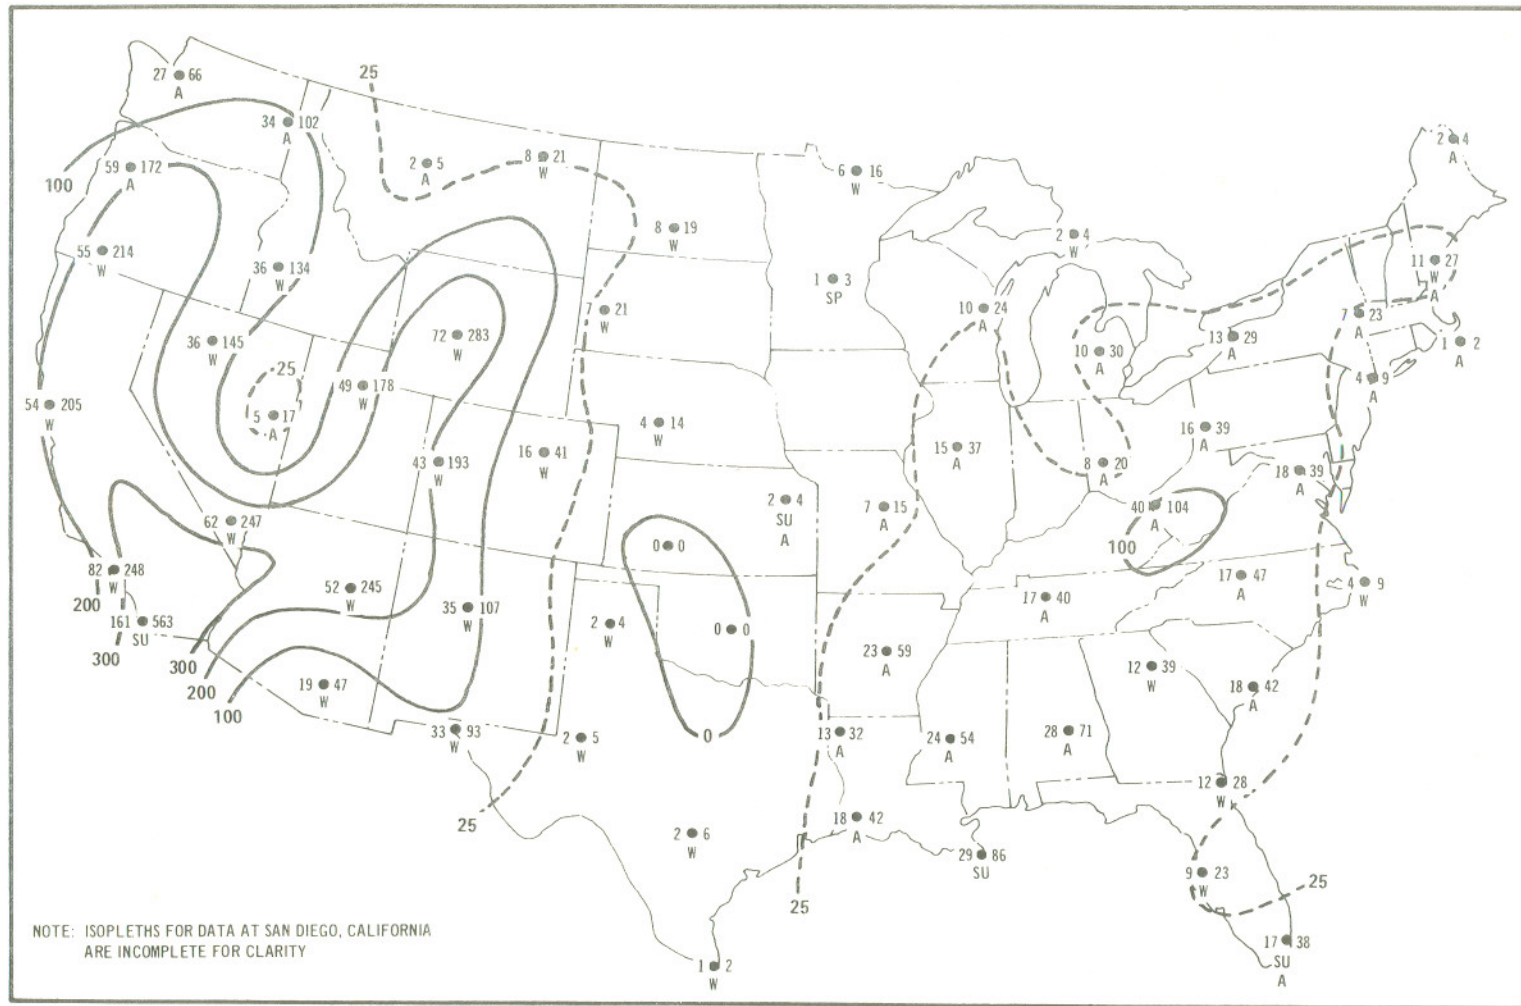 25
27 66
A
34 102
A
59 172
A
100
2 5
A
8 21
W
6 16
W
2 4
A
8 19
W
2 4
W
55 214
W
36 134
W
1 3
SP
11 27
W
A
7 21
W
10 24
A
7 23
A
13 29
A
1 2
A
36 145
W
72 283
W
10 30
A
25
49 178
W
4 9
A
54 205
W
5 17
A
4 14
W
16 39
A
43 193
W
16 41
W
15 37
A
8 20
A
18 39
A
2 4
SU
A
7 15
A
40 104
A
62 247
W
0 0
100
82 248
W
200
52 245
W
17 47
A
4 9
W
35 107
W
17 40
A
161 563
SU
2 4
W
0 0
300
23 59
A
12 39
W
300
200
19 47
W
18 42
A
100
33 93
W
2 5
W
0
13 32
A
24 54
A
28 71
A
12 28
W
25
2 6
W
18 42
A
29 86
SU
9 23
W
25
25
NOTE: ISOPLETHS FOR DATA AT SAN DIEGO, CALIFORNIA
ARE INCOMPLETE FOR CLARITY
17 38
SU
A
1 2
W